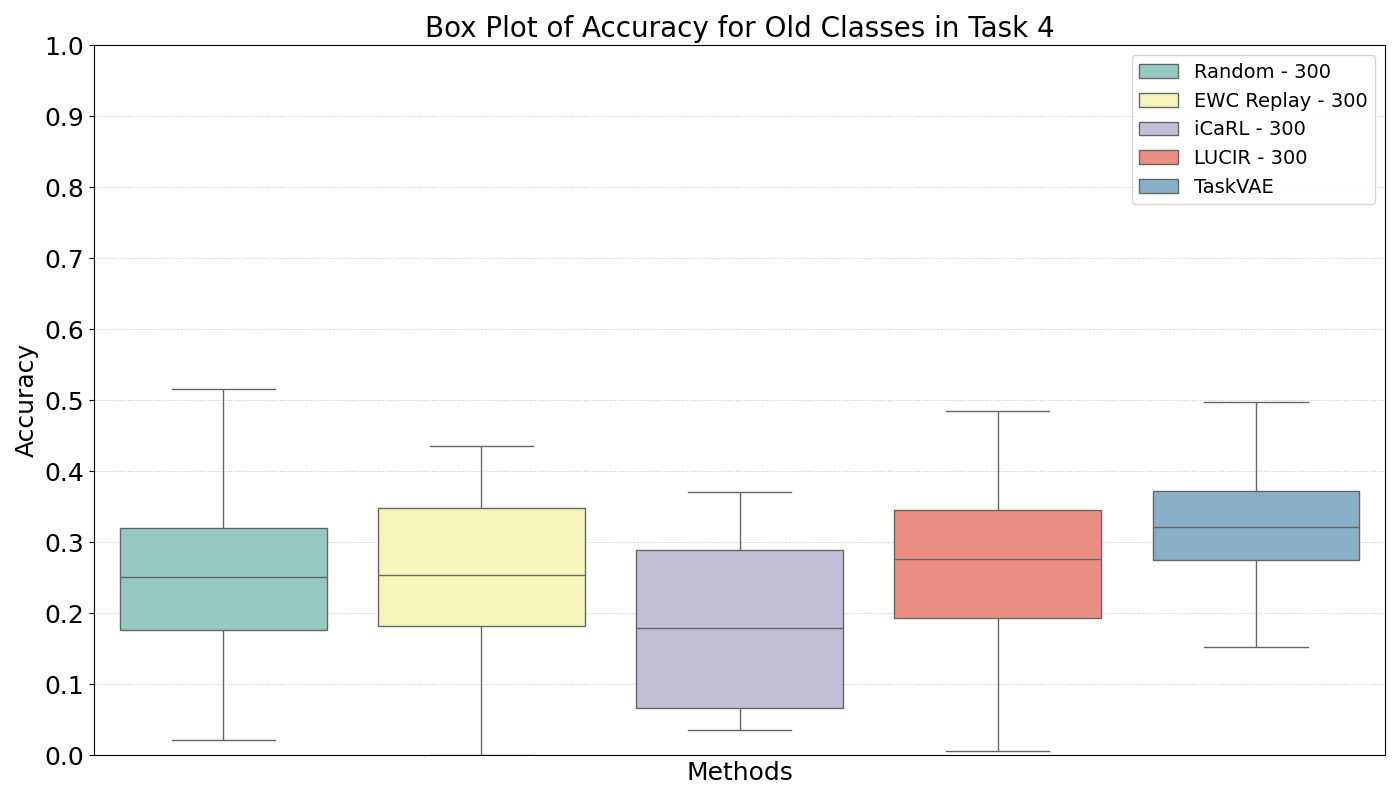 Box Plot of Accuracy for Old Classes in Task 4
1.0
0.9
0.8
0.7
0.6
0.5
0.4
0.3
0.2
0.1
0.0
Accuracy
Methods
Random - 300
EWC Replay - 300
iCaRL - 300
LUCIR - 300
TaskVAE